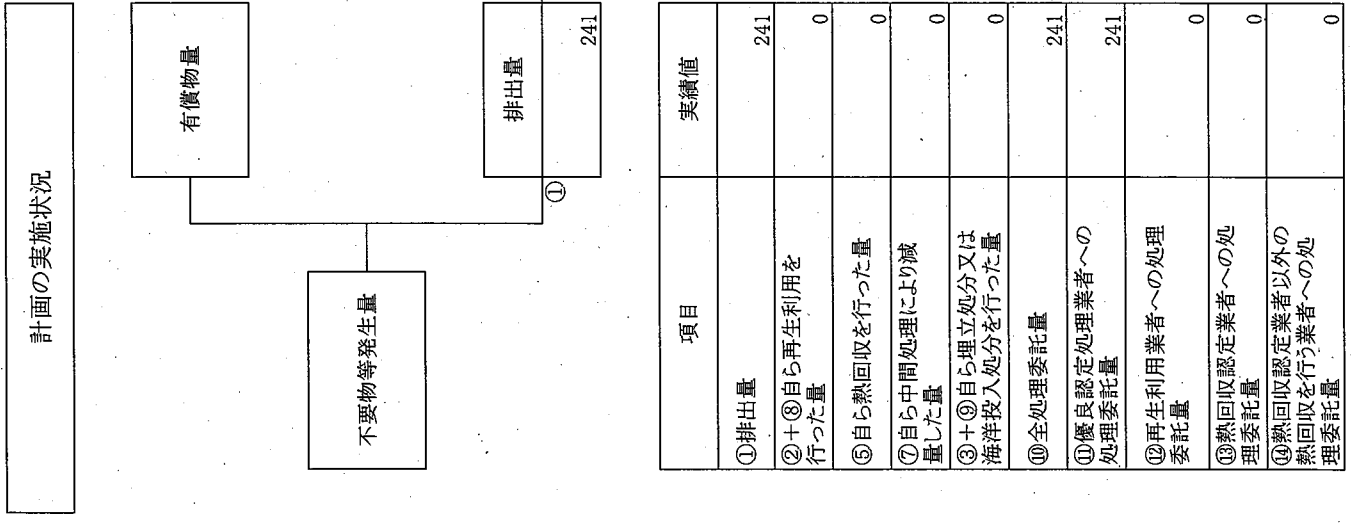 計画の実施状況
有償物量
不要物等発生量
排出量
①
241
項目
実績値
①排出量
241
②+⑧自ら再生利用を
行った量
0
⑤自ら熱回収を行った量
0
⑦自ら中間処理により減
量した量
0
③+⑨自ら埋立処分又は
海洋投入処分を行った量
0
⑩全処理委託量
241
⑪優良認定処理業者への
処理委託量
241
⑫再生利用業者への処理
委託量
0
⑬熱回収認定業者への処
理委託量
0
⑭熱回収認定業者以外の
熱回収を行う業者への処
理委託量
0